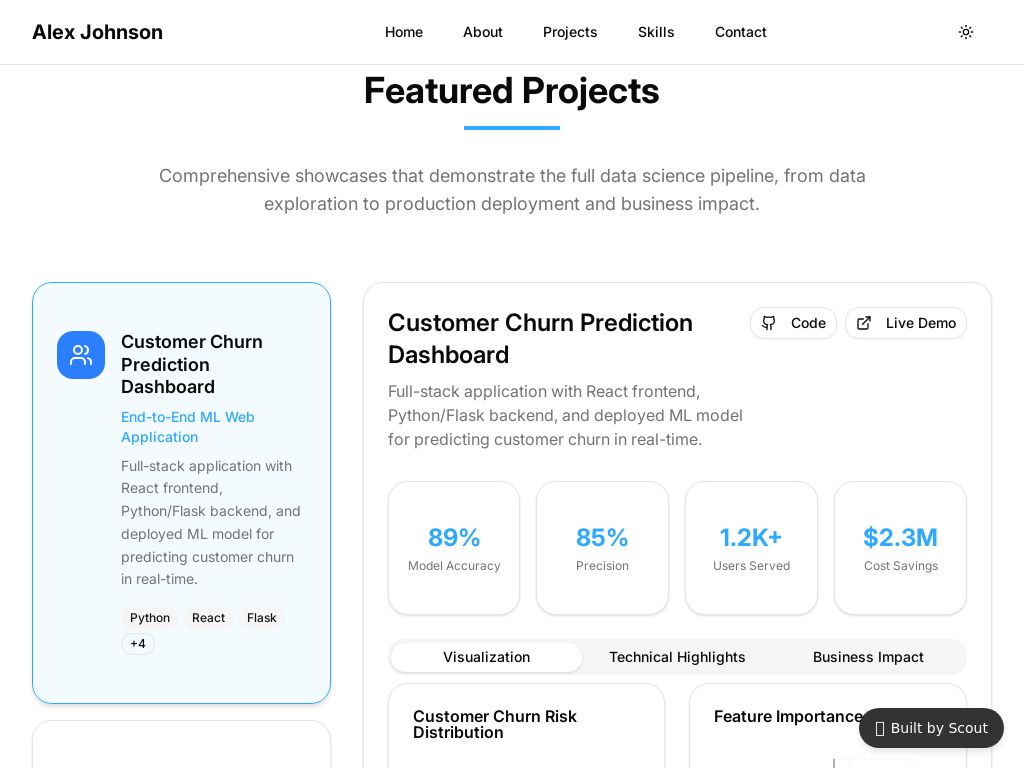 Alex Johnson
Home
About
Projects
Skills
Contact
Featured Projects
Comprehensive showcases that demonstrate the full data science pipeline, from data
exploration to production deployment and business impact.
Customer Churn
Prediction
Dashboard
End-to-End ML Web
Application
Full-stack application with
React frontend,
Python/Flask backend, and
deployed ML model for
predicting customer churn
in real-time.
Python
React
Flask
+4
Customer Churn Prediction
Dashboard
Code
Live Demo
Full-stack application with React frontend,
Python/Flask backend, and deployed ML model
for predicting customer churn in real-time.
89%
Model Accuracy
85%
Precision
1.2K+
Users Served
$2.3M
Cost Savings
Visualization
Technical Highlights
Business Impact
Customer Churn Risk
Distribution
Feature Importance
Built by Scout